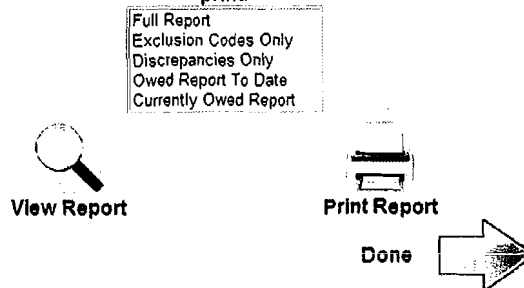 print
Full Report
Exclusion Codes Only
Discrepancies Only
Owed Report To Date
Currently Owed Report
View Report
Print Report
Done